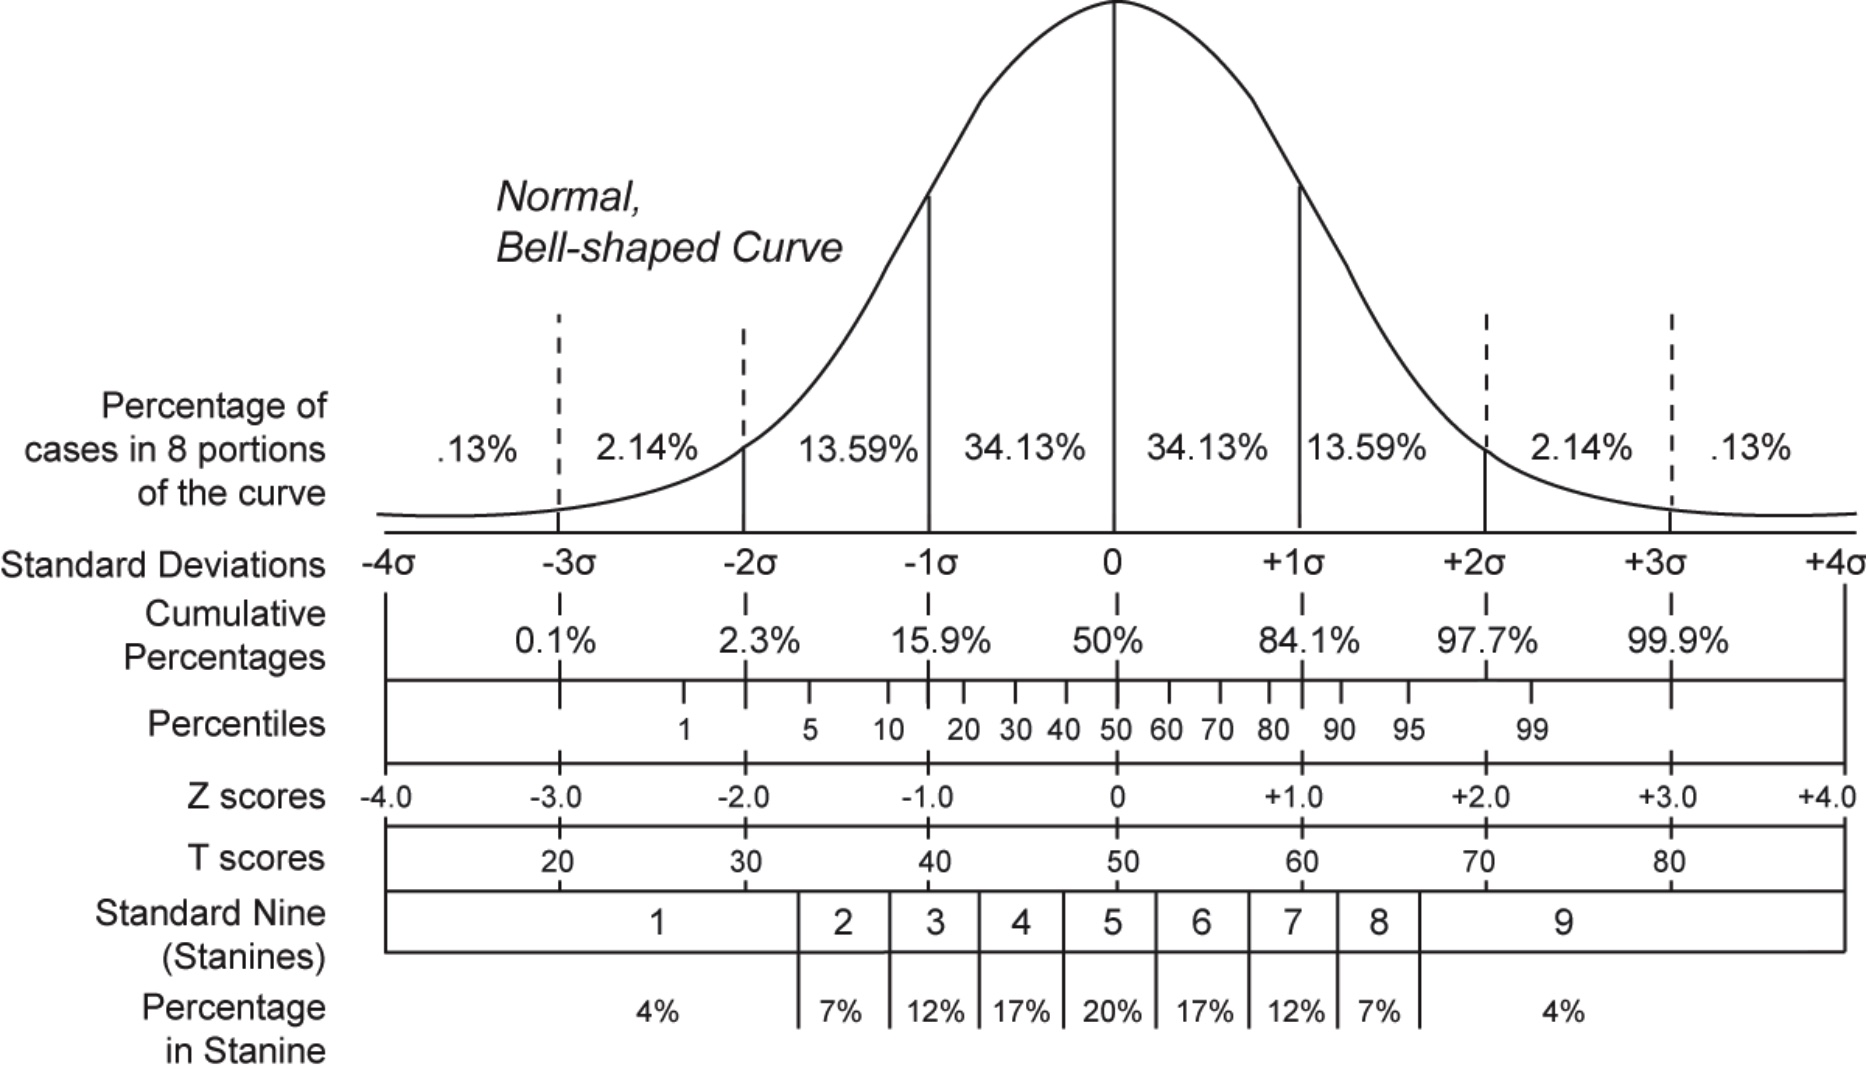 Normal,
Bell-shaped Curve
Percentage of
cases in 8 portions
of the curve
.13% 2.14% 13.59% 34.13% 34.13% 13.59% 2.14% .13%
Standard Deviations -4σ -3σ -2σ -1σ 0 +1σ +2σ +3σ +4σ
Cumulative
Percentages
0.1% 2.3% 15.9% 50% 84.1% 97.7% 99.9%
Percentiles 1 5 10 20 30 40 50 60 70 80 90 95 99
Z scores -4.0 -3.0 -2.0 -1.0 0 +1.0 +2.0 +3.0 +4.0
T scores 20 30 40 50 60 70 80
Standard Nine
(Stanines)
1 2 3 4 5 6 7 8 9
Percentage
in Stanine
4% 7% 12% 17% 20% 17% 12% 7% 4%